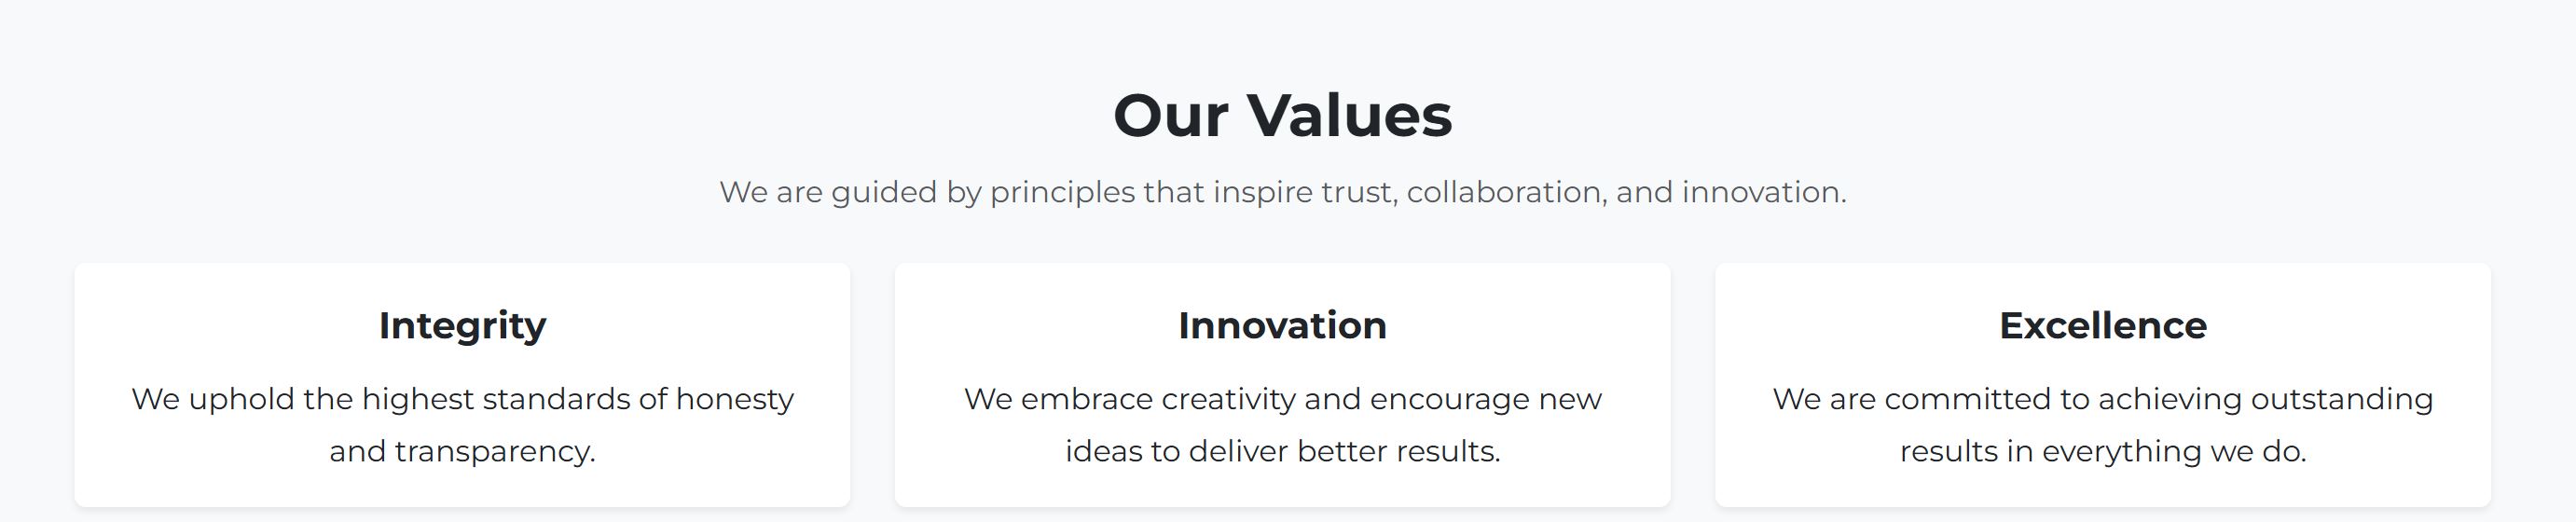 Our Values
We are guided by principles that inspire trust, collaboration, and innovation.
Integrity
We uphold the highest standards of honesty
and transparency.
Innovation
We embrace creativity and encourage new
ideas to deliver better results.
Excellence
We are committed to achieving outstanding
results in everything we do.